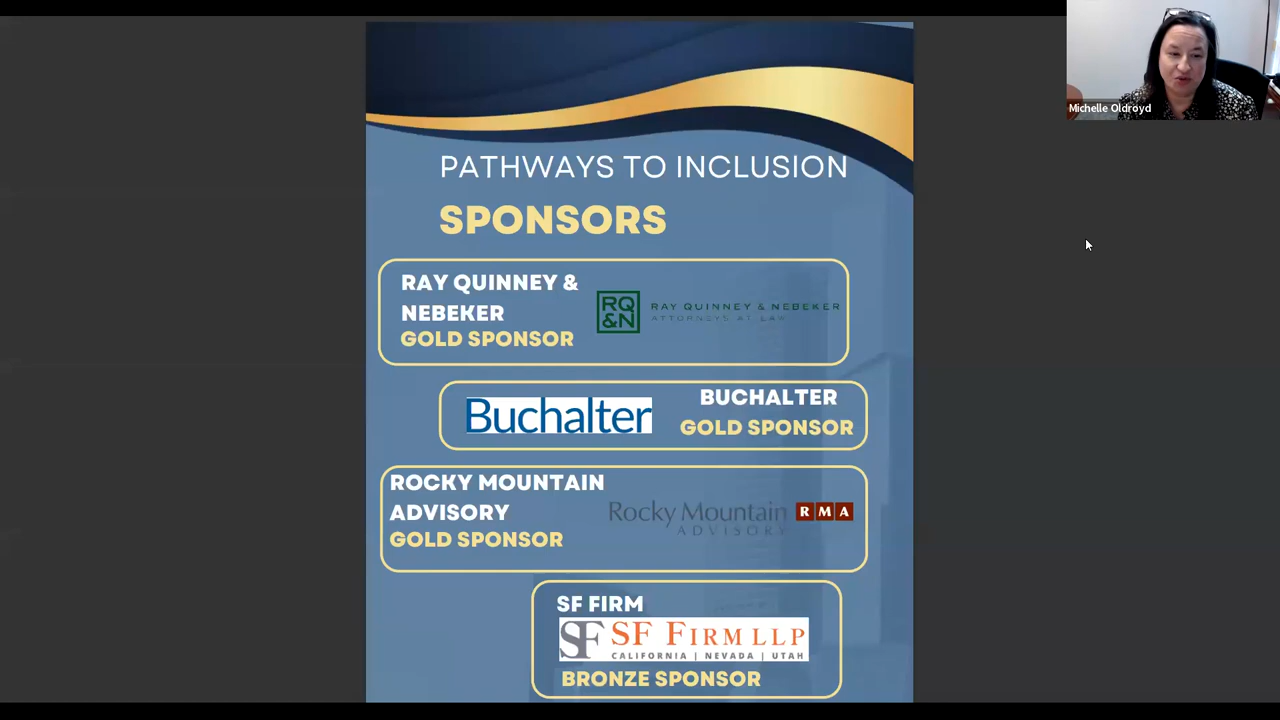 Michelle Oldroyd
PATHWAYS TO INCLUSION
SPONSORS
RAY QUINNEY &
NEBEKER
GOLD SPONSOR
RQ
&N
RAY QUINNEY & NEBEKER
ATTORNEYS AT LAW
Buchalter
BUCHALTER
GOLD SPONSOR
ROCKY MOUNTAIN
ADVISORY
GOLD SPONSOR
Rocky Mountain
ADVISORY
RMA
SF FIRM
SF SF FIRM LLP
CALIFORNIA | NEVADA | UTAH
BRONZE SPONSOR